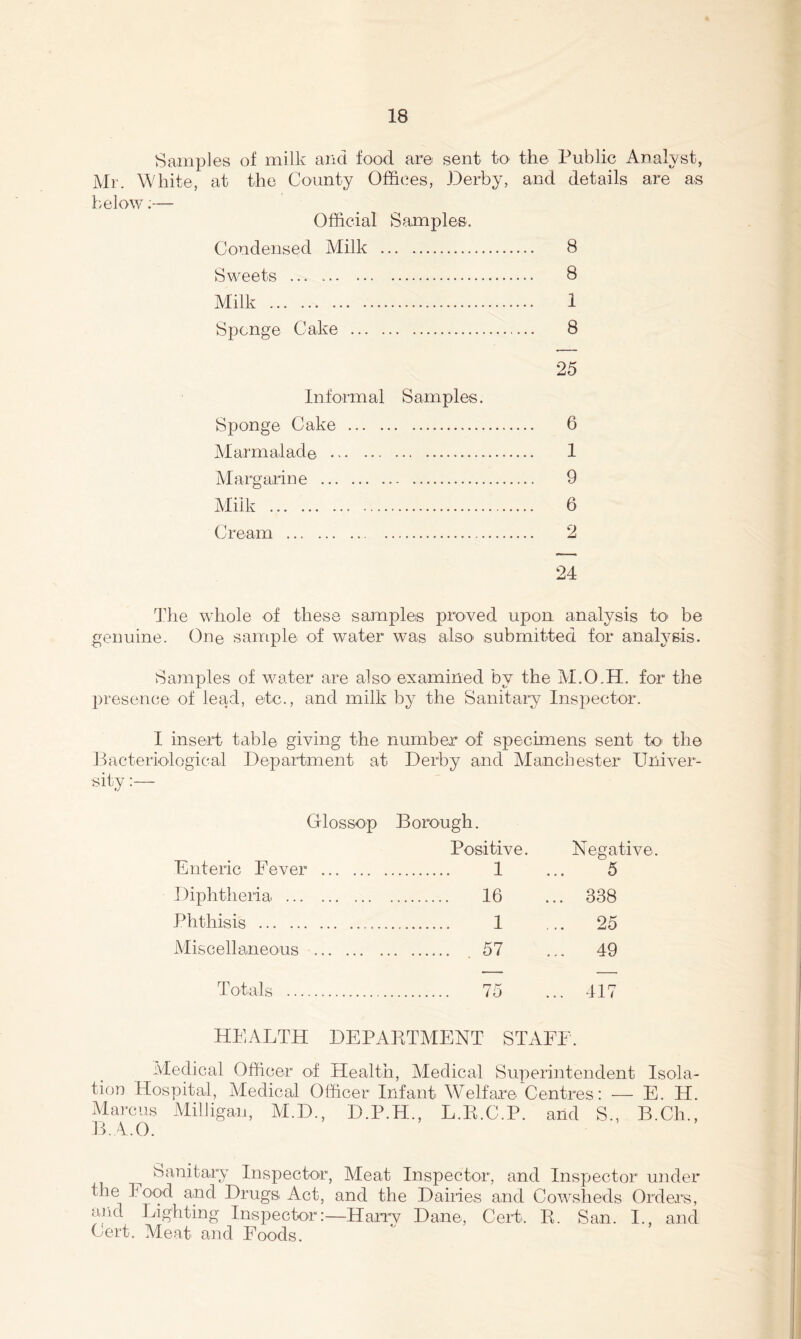 18
Samples of milk and food are sent to the Public Analyst,
Mr. White, at the County Offices, Derby, and details are as
below:—
Official Samples.
Condensed Milk ... ... 8
Sweets ... ... ... ... 8
Milk ... ... ... ... 1
Sponge Cake ... ... ... 8
25
Informal Samples.
Sponge Cake ... ... ... 6
Marmalade ... ... ... ... 1
Margarine ... ... ... ... 9
Milk ... ... ... ... 6
Cream ... ... ... ... 2
24
The whole of these samples proved upon analysis to be
genuine. One sample of water was also submitted for analysis.
Samples of water are also examined by the M.O.H. for the
presence of lead, etc., and milk by the Sanitary Inspector.
I insert table giving the number of specimens sent to the
Bacteriological Department at Derby and Manchester Univer-
sity:—
Glossop Borough.
Positive. Negative.
Enteric Fever ... ... ... 1 ... 5
Diphtheria ... ... ... ... 16 ... 338
Phthisis ... ... ... ... 1 ... 25
Miscellaneous ... ... ... ... 57 ... 49
Totals ... 75 ... 417
HEALTH DEPARTMENT STAFF.
Medical Officer of Health, Medical Superintendent Isola-
tion Hospital, Medical Officer Infant Welfare Centres: — E. H.
Marcus Milligan, M.D., D.P.H., L.R.C.P. and S., B.Ch.,
B.A.O.
Sanitary Inspector, Meat Inspector, and Inspector under
the Food and Drugs Act, and the Dairies and Cowsheds Orders,
and Lighting Inspector:—Harry Dane, Cert. R. San. I., and
Cert. Meat and Foods.